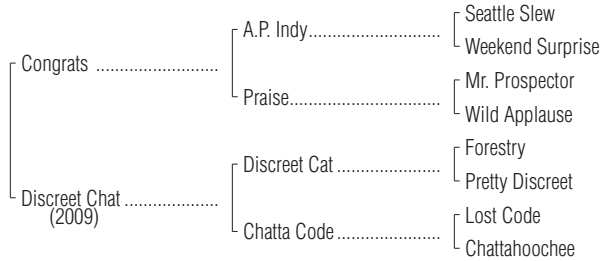 Seattle Slew
A.P. Indy
Weekend Surprise
Congrats
Mr. Prospector
Praise
Wild Applause
Forestry
Discreet Cat
Pretty Discreet
Discreet Chat
(2009)
Lost Code
Chatta Code
Chattahoochee